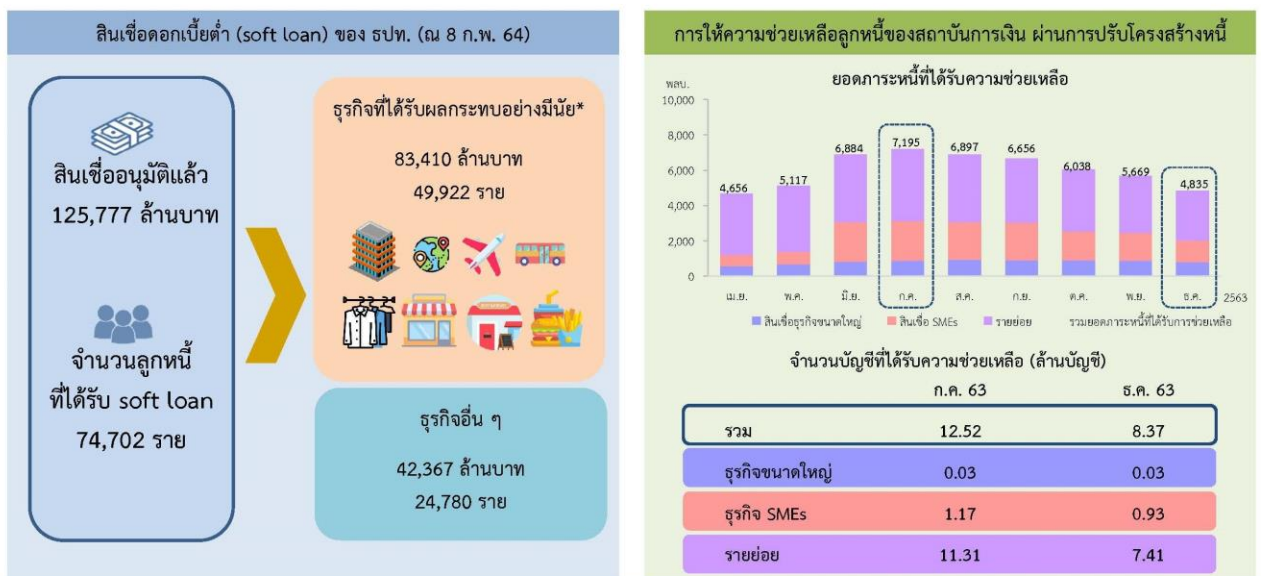 สินเชื่อดอกเบี้ยต่ำ (soft loan) ของ ธปท. (ณ 8 ก.พ. 64)
สินเชื่ออนุมัติแล้ว
125,777 ล้านบาท
จำนวนลูกหนี้
ที่ได้รับ soft loan
74,702 ราย
ธุรกิจที่ได้รับผลกระทบอย่างมีนัย*
83,410 ล้านบาท
49,922 ราย
ธุรกิจอื่น ๆ
42,367 ล้านบาท
24,780 ราย
การให้ความช่วยเหลือลูกหนี้ของสถาบันการเงิน ผ่านการปรับโครงสร้างหนี้
ยอดภาระหนี้ที่ได้รับความช่วยเหลือ
พลบ.
10,000
8,000
6,000
4,000
2,000
0
4,656 5,117 6,884 7,195 6,897 6,656 6,038 5,669 4,835
เม.ย. พ.ค. มิ.ย. ก.ค. ส.ค. ก.ย. ต.ค. พ.ย. ธ.ค. 2563
สินเชื่อธุรกิจขนาดใหญ่ สินเชื่อ SMEs รายย่อย รวมยอดภาระหนี้ที่ได้รับการช่วยเหลือ
จำนวนบัญชีที่ได้รับความช่วยเหลือ (ล้านบัญชี)
ก.ค. 63 ธ.ค. 63
รวม 12.52 8.37
ธุรกิจขนาดใหญ่ 0.03 0.03
ธุรกิจ SMEs 1.17 0.93
รายย่อย 11.31 7.41